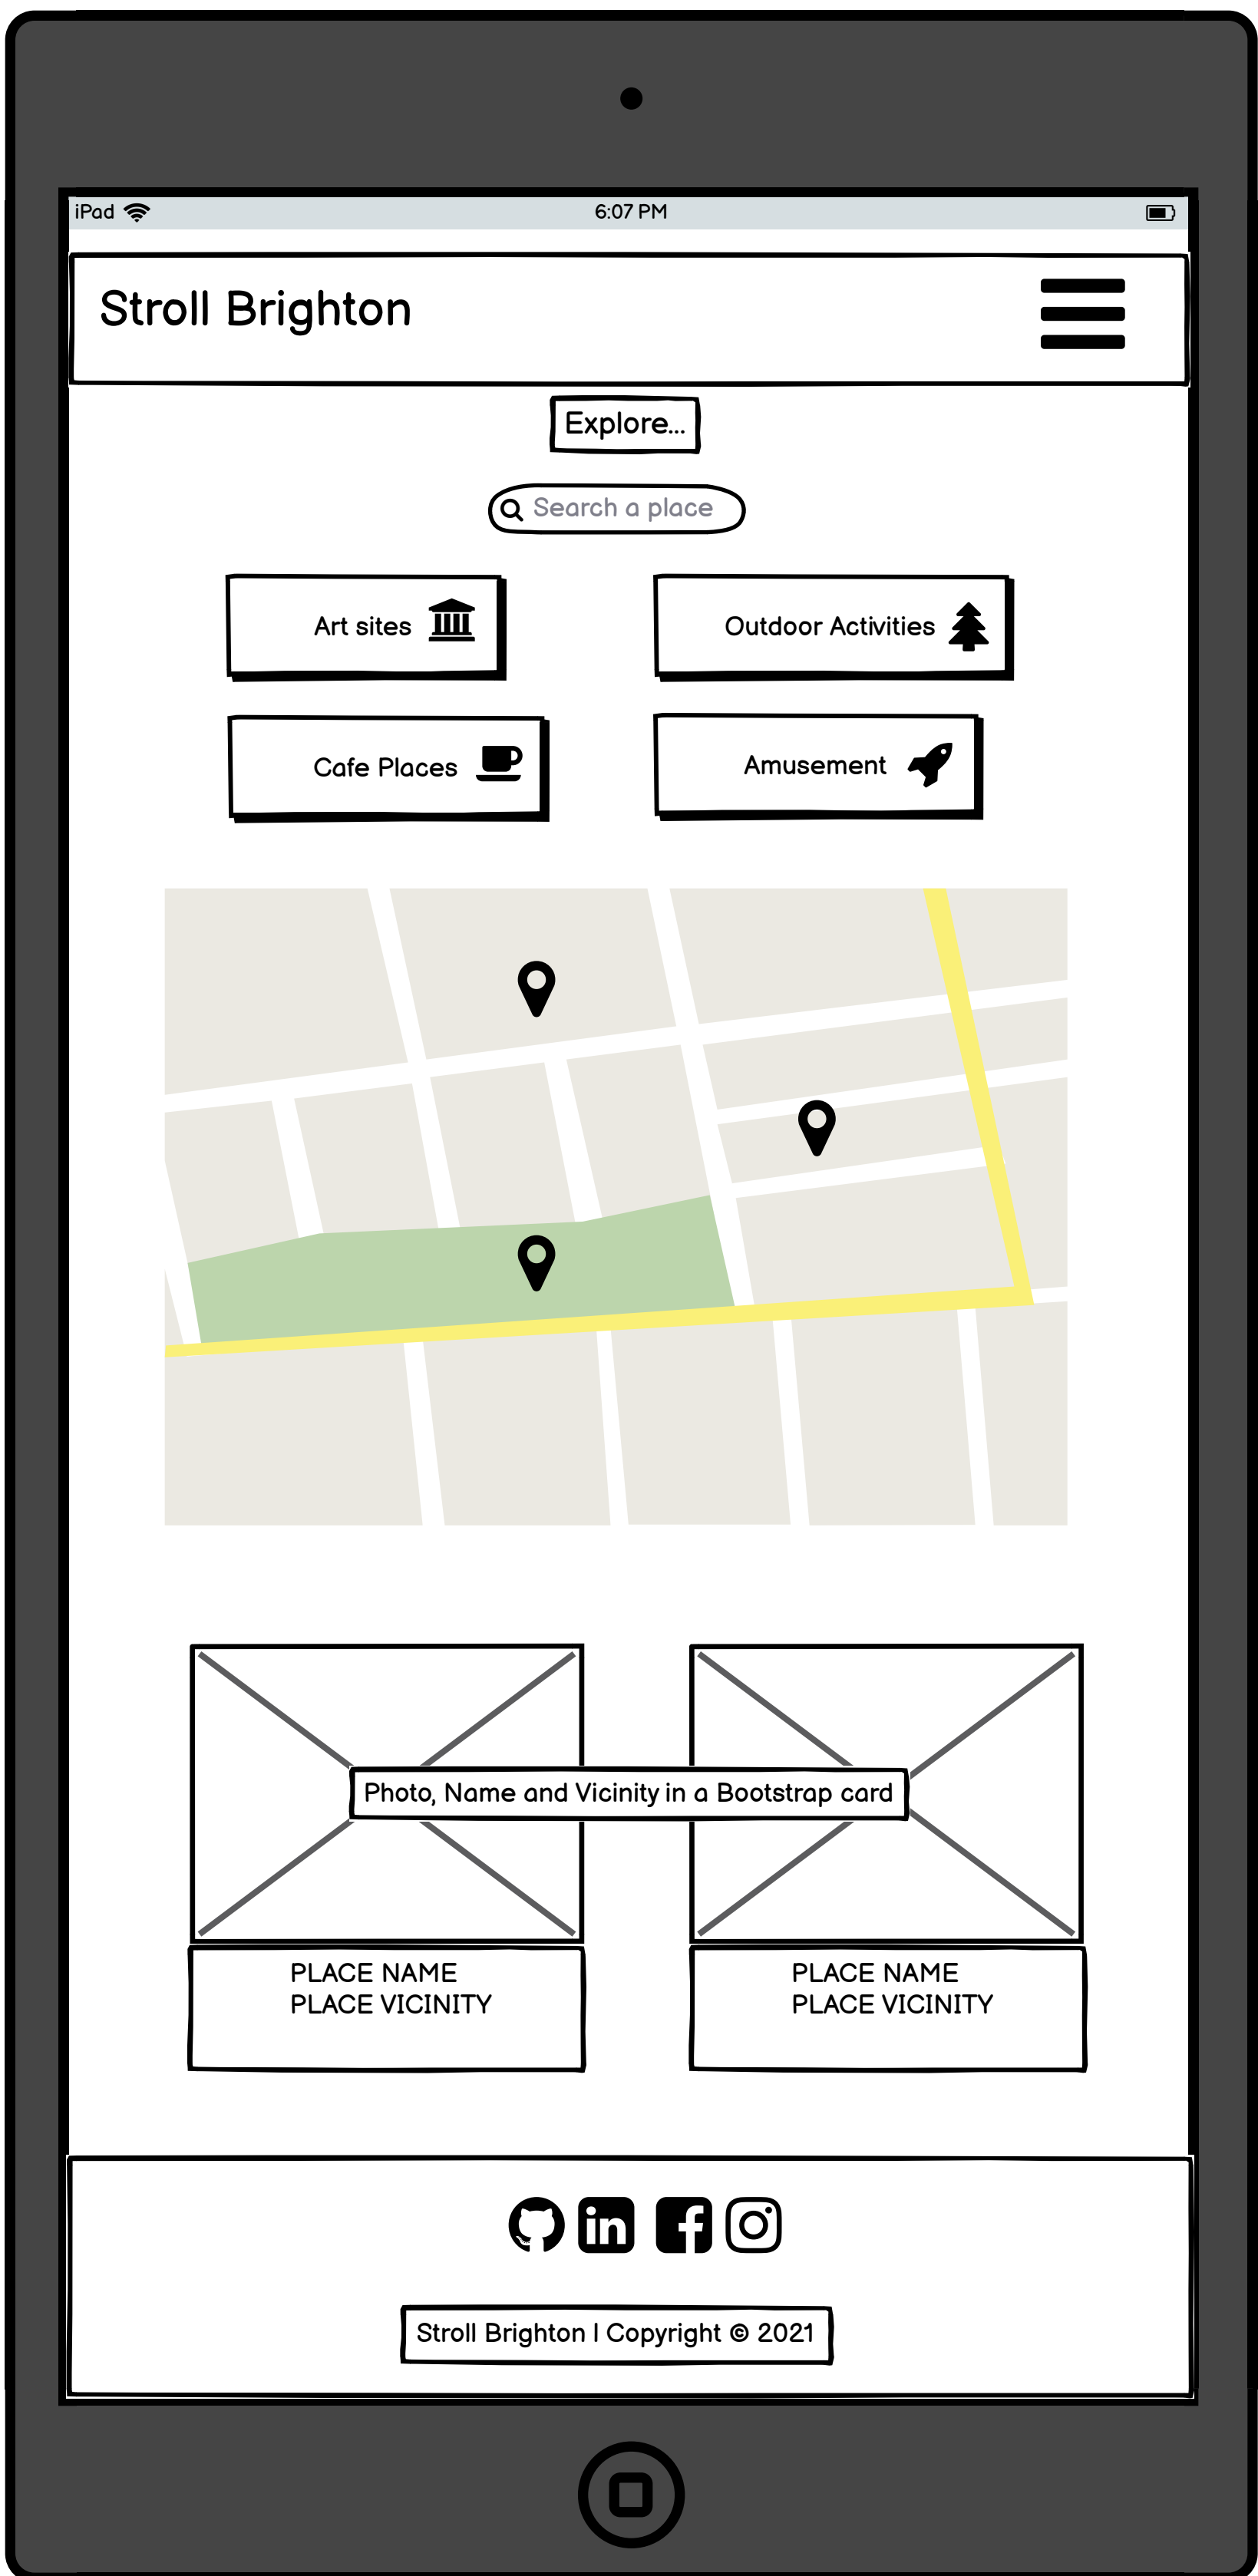 iPad 6:07 PM
Stroll Brighton
Explore...
Search a place
Art sites
Outdoor Activities
Cafe Places
Amusement
Photo, Name and Vicinity in a Bootstrap card
PLACE NAME
PLACE VICINITY
PLACE NAME
PLACE VICINITY
in f
Stroll Brighton | Copyright © 2021